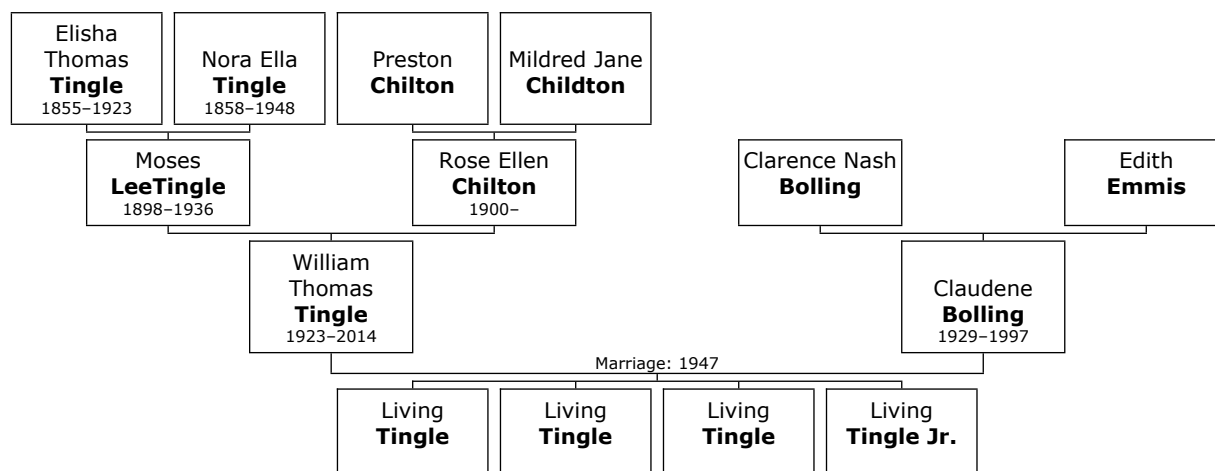 Elisha
Thomas
Tingle
1855–1923
Nora Ella
Tingle
1858–1948
Preston
Chilton
Mildred Jane
Childton
Moses
LeeTingle
1898–1936
Rose Ellen
Chilton
1900–
Clarence Nash
Bolling
Edith
Emmis
William
Thomas
Tingle
1923–2014
Claudene
Bolling
1929–1997
Marriage: 1947
Living
Tingle
Living
Tingle
Living
Tingle
Living
Tingle Jr.